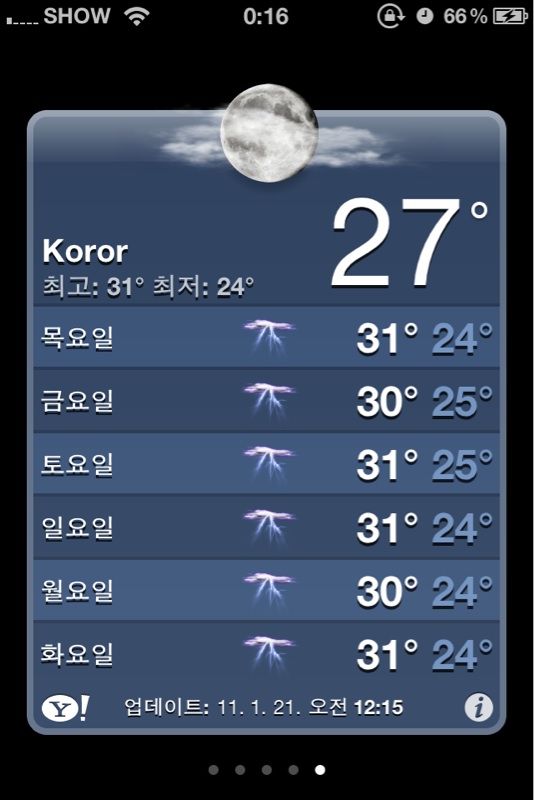 SHOW 0:16 66%
27°
Koror
최고: 31° 최저: 24°
목요일 31° 24°
금요일 30° 25°
토요일 31° 25°
일요일 31° 24°
월요일 30° 24°
화요일 31° 24°
Y! 업데이트: 11. 1. 21. 오전 12:15 i